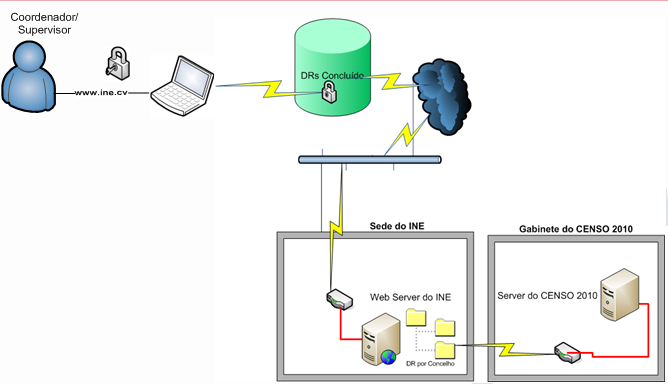 Coordenador/
Supervisor
www.ine.cv
DRs Concluído
Sede do INE
Gabinete do CENSO 2010
Web Server do INE
Server do CENSO 2010
DR por Concelho